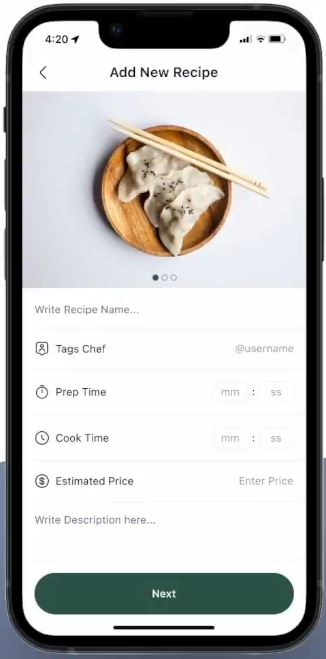 4:20
Add New Recipe
Write Recipe Name...
Tags Chef @username
Prep Time mm : ss
Cook Time mm : ss
$ Estimated Price Enter Price
Write Description here...
Next